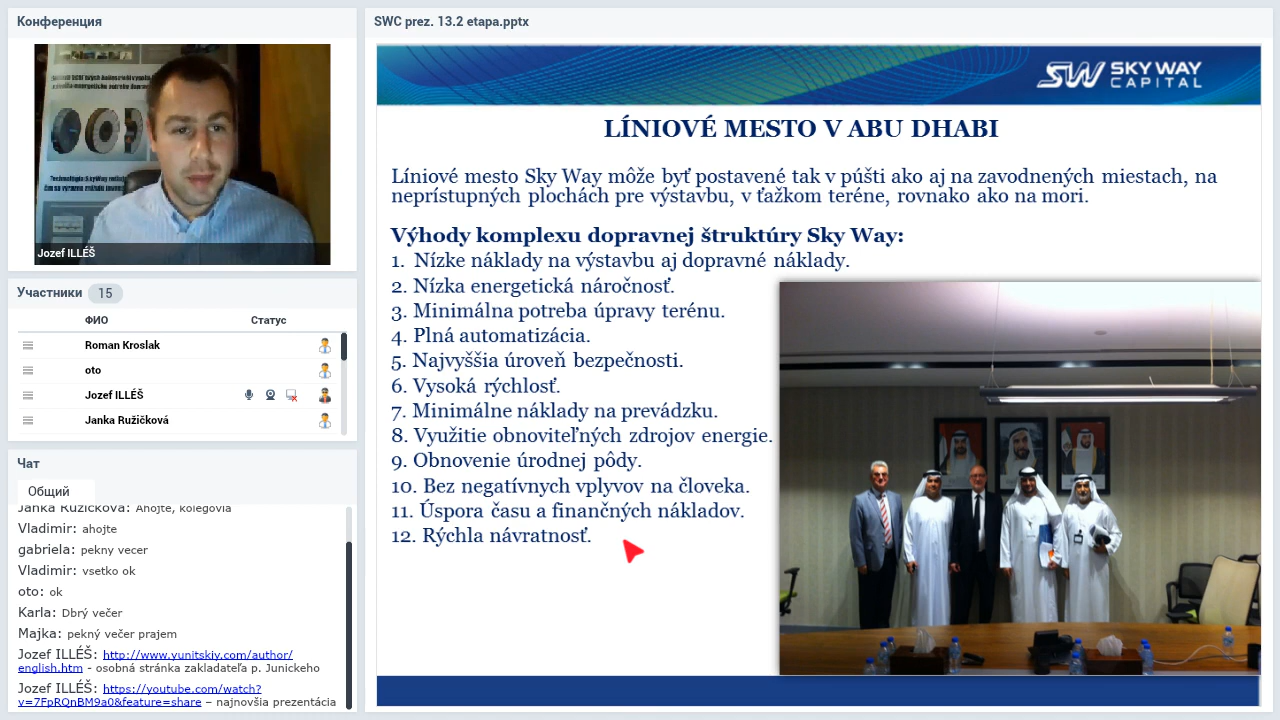 Конференция
Jozef ILLÉŠ
Участники 15
ФИО Статус
Roman Kroslak
oto
Jozef ILLÉŠ
Janka Ružičková
Чат
Общий
Janka Ružičková: Ahojte, kolegovia
Vladimir: ahojte
gabriela: pekny vecer
Vladimir: vsetko ok
oto: ok
Karla: Dbrý večer
Majka: pekný večer prajem
Jozef ILLÉŠ: http://www.yunitskiy.com/author/
english.htm - osobná stránka zakladateľa p. Junickeho
Jozef ILLÉŠ: https://youtube.com/watch?
v=7FpRQnBM9a0&feature=share – najnovšia prezentácia
SWC prez. 13.2 etapa.pptx
SW SKY WAY
CAPITAL
LÍNIOVÉ MESTO V ABU DHABI
Líniové mesto Sky Way môže byť postavené tak v púšti ako aj na zavodnených miestach, na
neprístupných plochách pre výstavbu, v ťažkom teréne, rovnako ako na mori.
Výhody komplexu dopravnej štruktúry Sky Way:
1. Nízke náklady na výstavbu aj dopravné náklady.
2. Nízka energetická náročnosť.
3. Minimálna potreba úpravy terénu.
4. Plná automatizácia.
5. Najvyššia úroveň bezpečnosti.
6. Vysoká rýchlosť.
7. Minimálne náklady na prevádzku.
8. Využitie obnoviteľných zdrojov energie.
9. Obnovenie úrodnej pôdy.
10. Bez negatívnych vplyvov na človeka.
11. Úspora času a finančných nákladov.
12. Rýchla návratnosť.